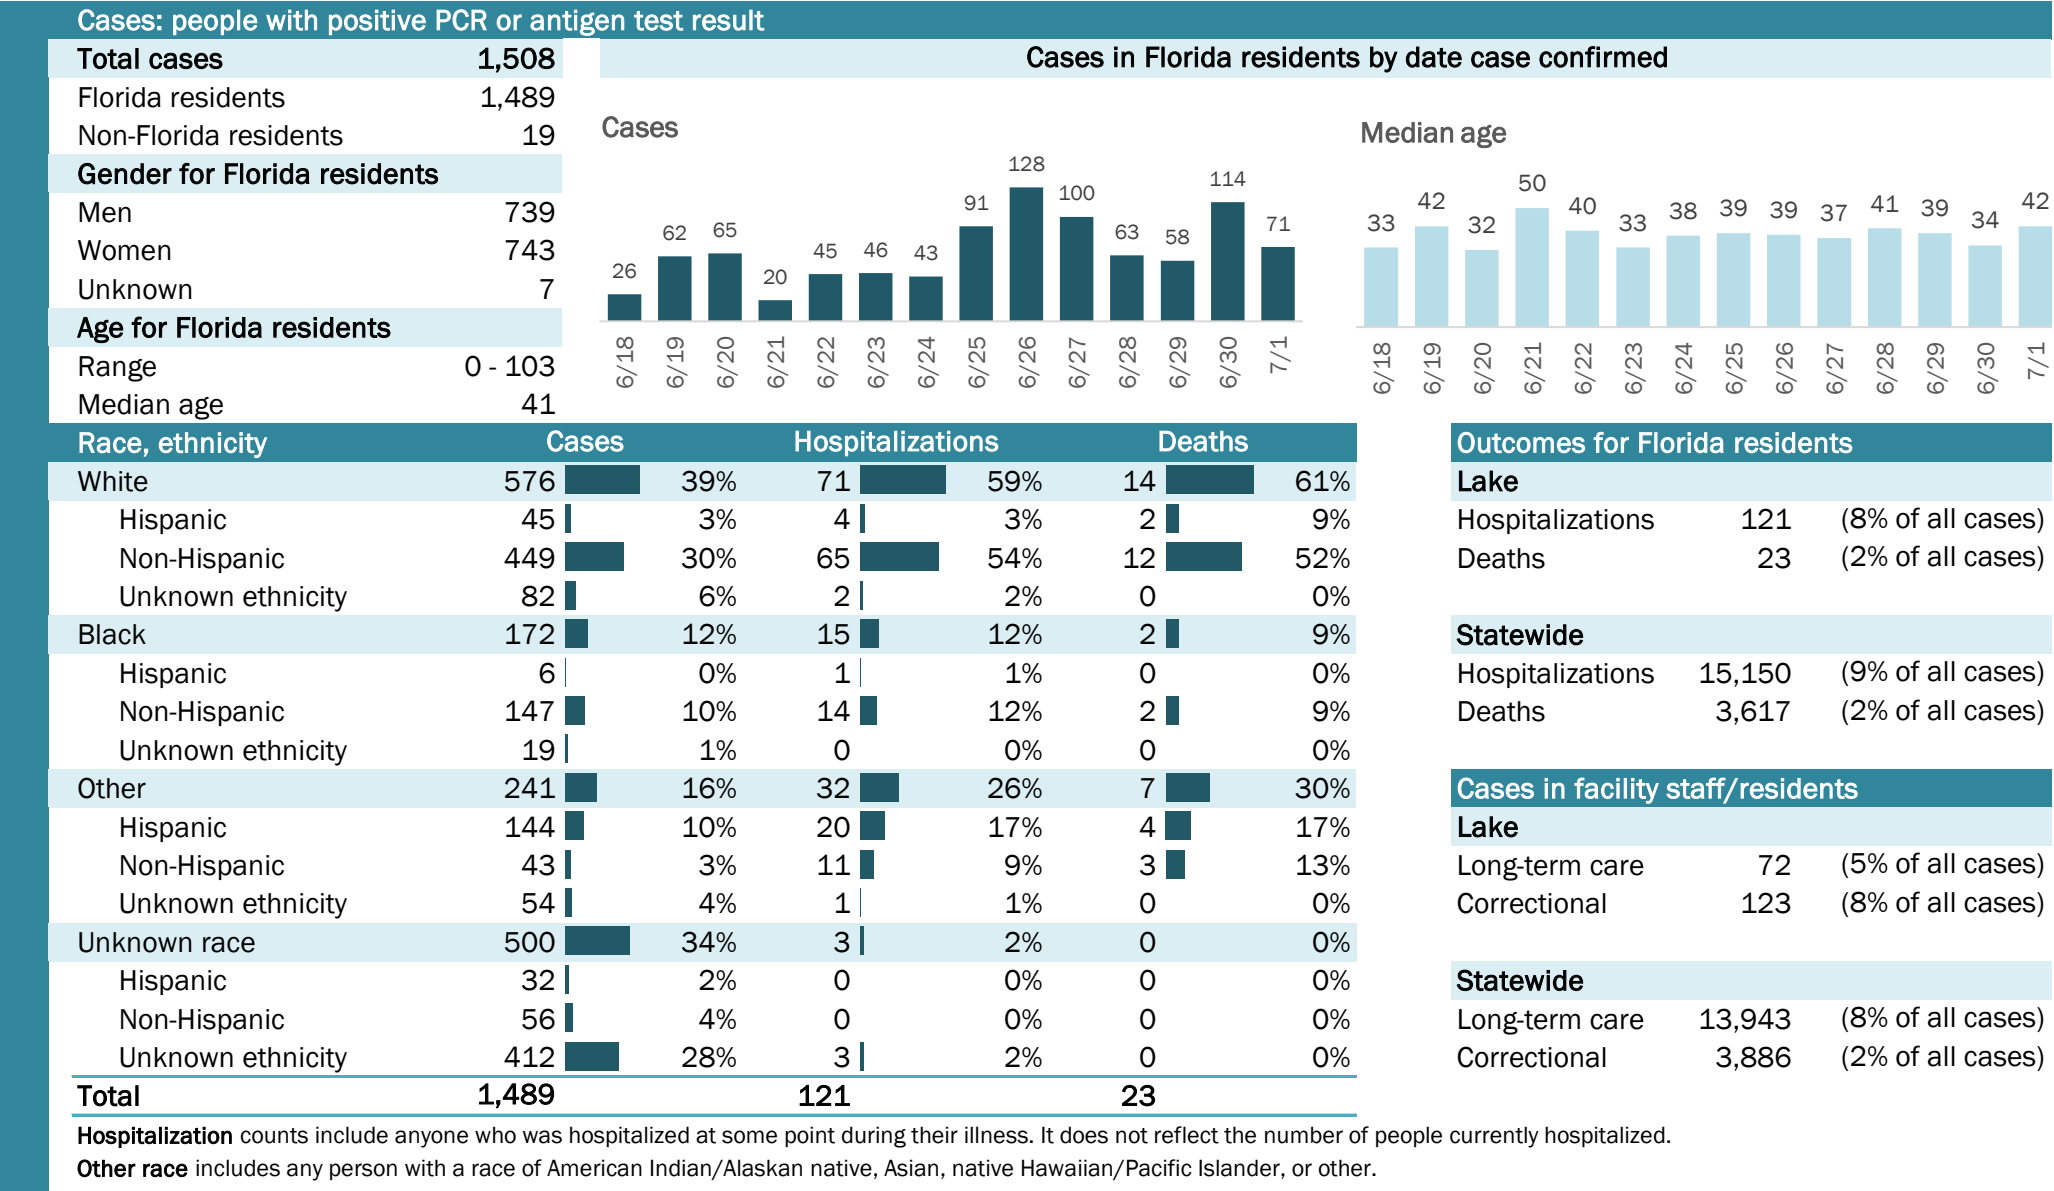 Cases: people with positive PCR or antigen test result
Total cases 1,508
Florida residents 1,489
Non-Florida residents 19
Gender for Florida residents
Men 739
Women 743
Unknown 7
Age for Florida residents
Range 0 - 103
Median age 41
Cases in Florida residents by date case confirmed
Cases
26 62 65 20 45 46 43 91 128 100 63 58 114 71
6/18 6/19 6/20 6/21 6/22 6/23 6/24 6/25 6/26 6/27 6/28 6/29 6/30 7/1
Median age
33 42 32 50 40 33 38 39 39 37 41 39 34 42
6/18 6/19 6/20 6/21 6/22 6/23 6/24 6/25 6/26 6/27 6/28 6/29 6/30 7/1
Race, ethnicity Cases Hospitalizations Deaths
White 576 39% 71 59% 14 61%
Hispanic 45 3% 4 3% 2 9%
Non-Hispanic 449 30% 65 54% 12 52%
Unknown ethnicity 82 6% 2 2% 0 0%
Black 172 12% 15 12% 2 9%
Hispanic 6 0% 1 1% 0 0%
Non-Hispanic 147 10% 14 12% 2 9%
Unknown ethnicity 19 1% 0 0% 0 0%
Other 241 16% 32 26% 7 30%
Hispanic 144 10% 20 17% 4 17%
Non-Hispanic 43 3% 11 9% 3 13%
Unknown ethnicity 54 4% 1 1% 0 0%
Unknown race 500 34% 3 2% 0 0%
Hispanic 32 2% 0 0% 0 0%
Non-Hispanic 56 4% 0 0% 0 0%
Unknown ethnicity 412 28% 3 2% 0 0%
Total 1,489 121 23
Outcomes for Florida residents
Lake
Hospitalizations 121 (8% of all cases)
Deaths 23 (2% of all cases)
Statewide
Hospitalizations 15,150 (9% of all cases)
Deaths 3,617 (2% of all cases)
Cases in facility staff/residents
Lake
Long-term care 72 (5% of all cases)
Correctional 123 (8% of all cases)
Statewide
Long-term care 13,943 (8% of all cases)
Correctional 3,886 (2% of all cases)
Hospitalization counts include anyone who was hospitalized at some point during their illness. It does not reflect the number of people currently hospitalized.
Other race includes any person with a race of American Indian/Alaskan native, Asian, native Hawaiian/Pacific Islander, or other.